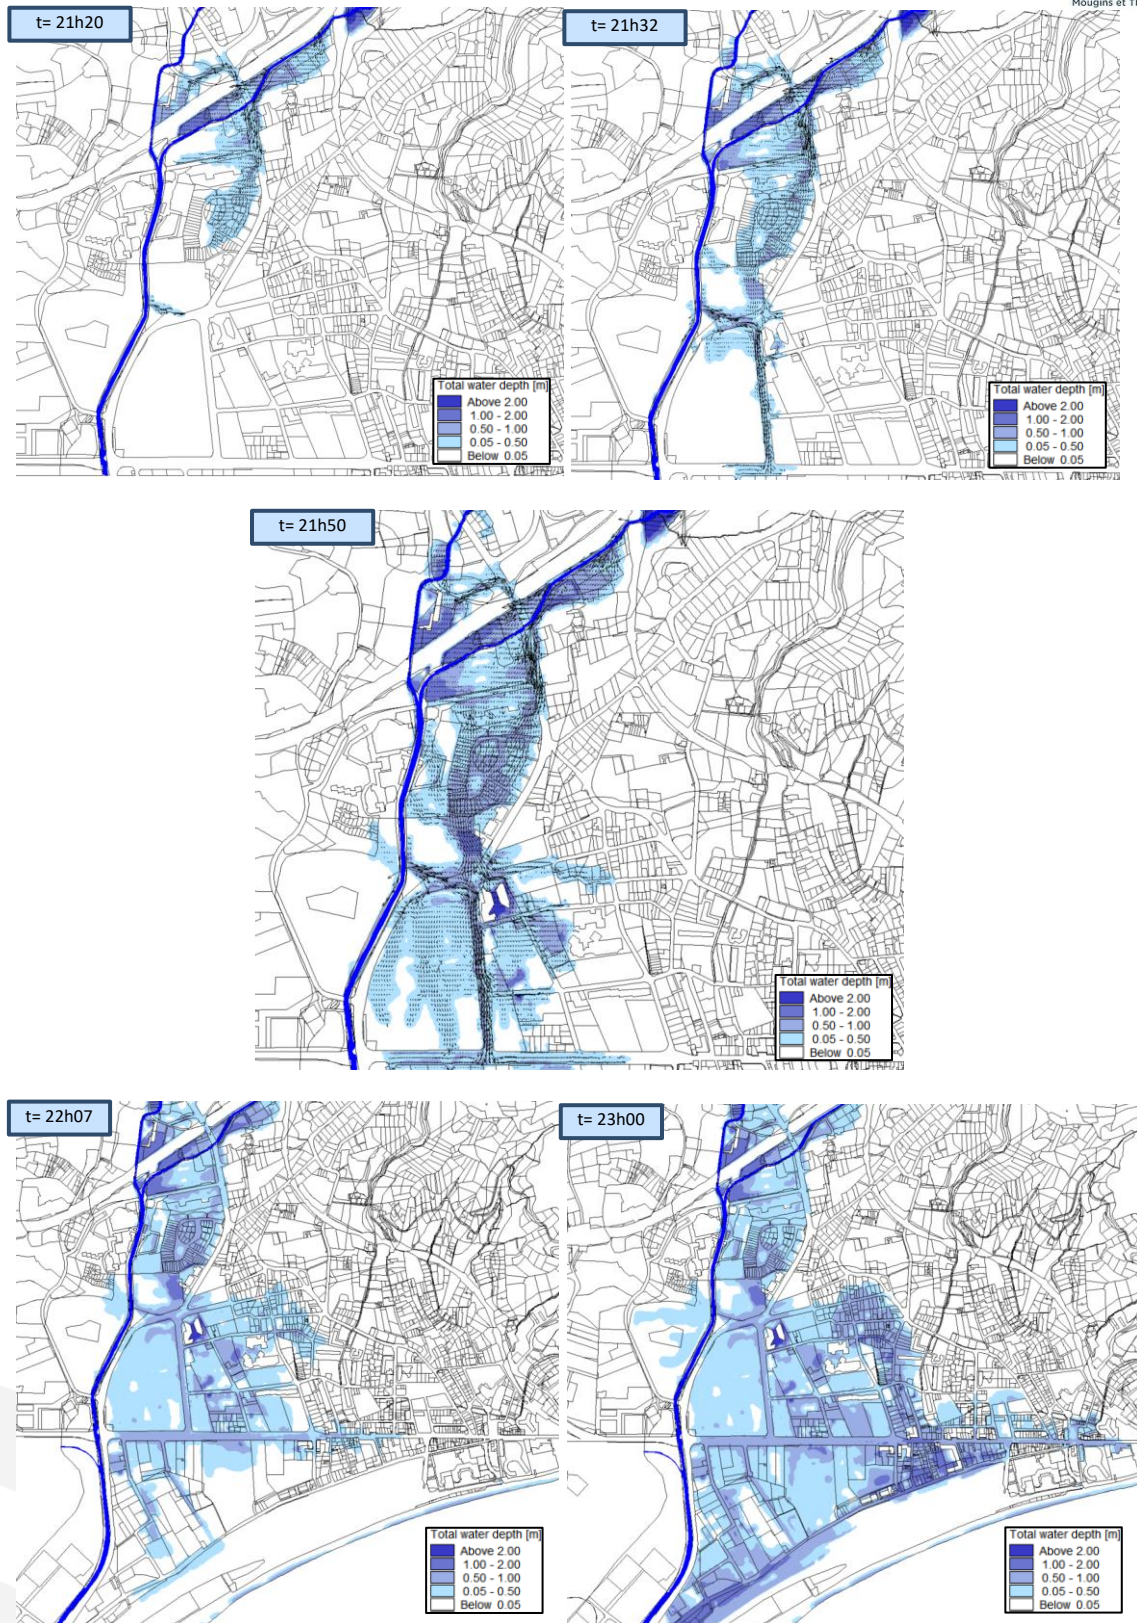 Mougins et T
t= 21h20
t= 21h32
Total water depth [m]
Above 2.00
1.00 - 2.00
0.50 - 1.00
0.05 - 0.50
Below 0.05
Total water depth [m]
Above 2.00
1.00 - 2.00
0.50 - 1.00
0.05 - 0.50
Below 0.05
t= 21h50
Total water depth [m]
Above 2.00
1.00 - 2.00
0.50 - 1.00
0.05 - 0.50
Below 0.05
t= 22h07
t= 23h00
Total water depth [m]
Above 2.00
1.00 - 2.00
0.50 - 1.00
0.05 - 0.50
Below 0.05
Total water depth [m]
Above 2.00
1.00 - 2.00
0.50 - 1.00
0.05 - 0.50
Below 0.05